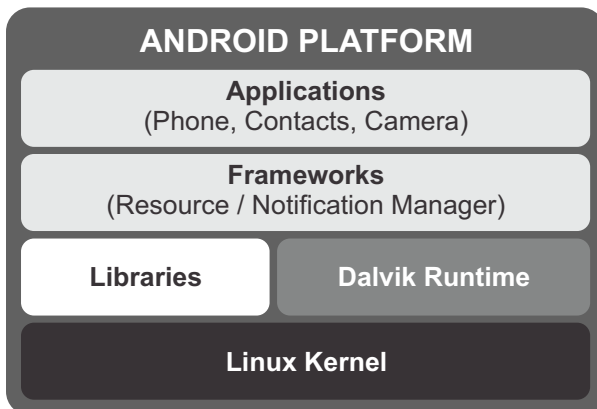 ANDROID PLATFORM
Applications
(Phone, Contacts, Camera)
Frameworks
(Resource / Notification Manager)
Libraries
Dalvik Runtime
Linux Kernel